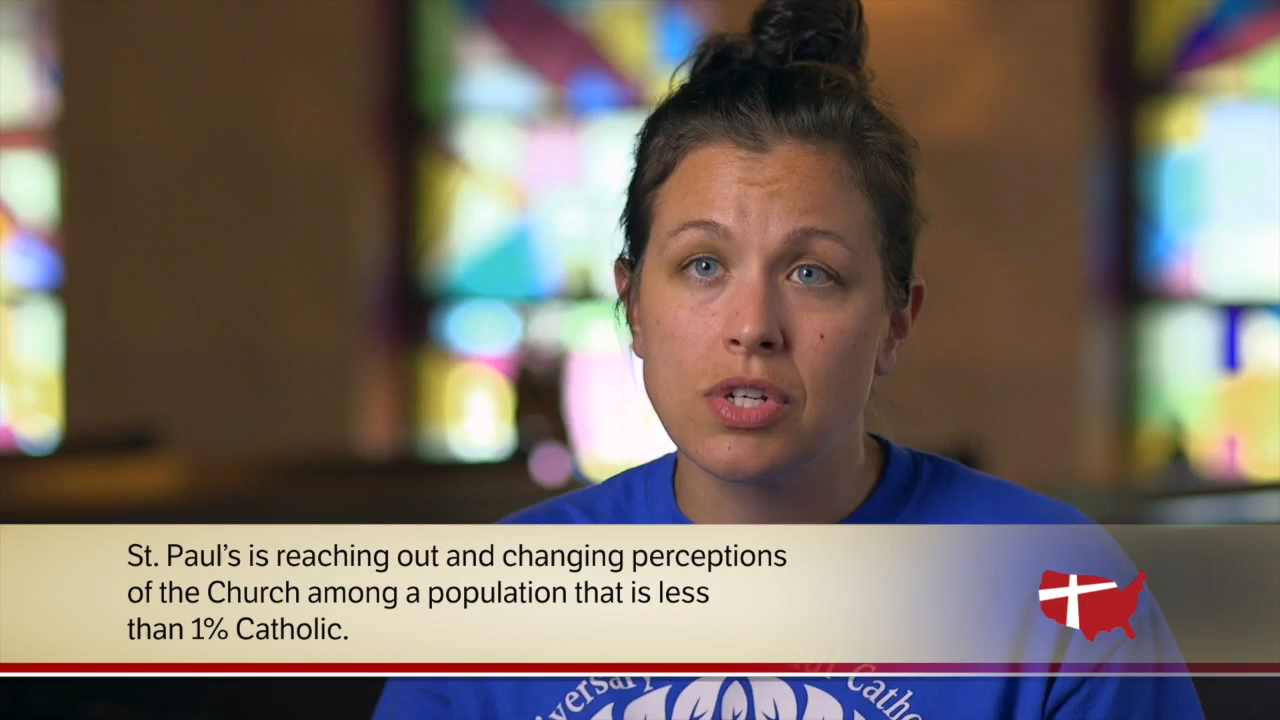 St. Paul's is reaching out and changing perceptions
of the Church among a population that is less
than 1% Catholic.